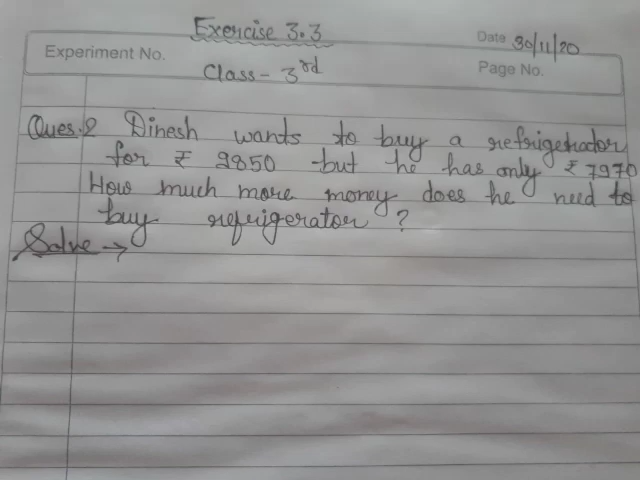 Exercise 3.3
Date 30/11/20
Experiment No.
Class - 3rd
Page No.
Ques.2 Dinesh wants to buy a refrigerator
for ₹ 9850 but he has only ₹ 7970
How much more money does he need to
buy refrigerator ?
Solve →